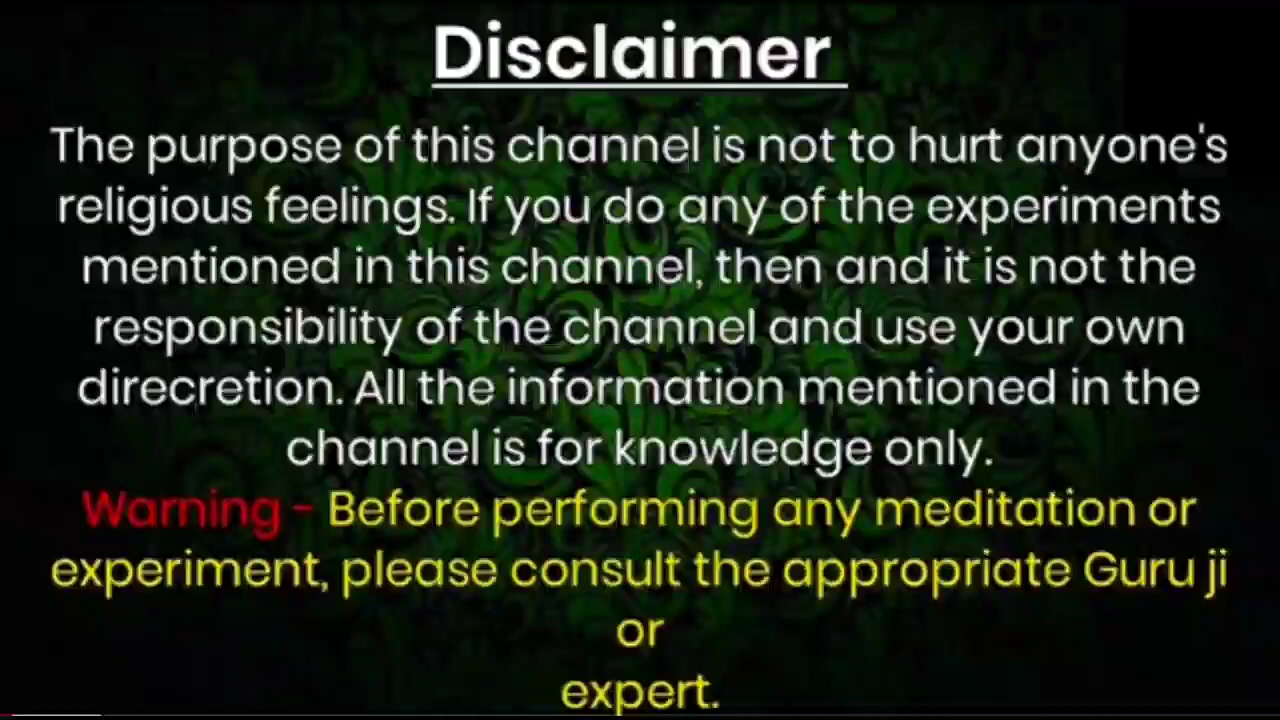 Disclaimer
The purpose of this channel is not to hurt anyone's
religious feelings. If you do any of the experiments
mentioned in this channel, then and it is not the
responsibility of the channel and use your own
direcretion. All the information mentioned in the
channel is for knowledge only.
Warning - Before performing any meditation or
experiment, please consult the appropriate Guru ji
or
expert.